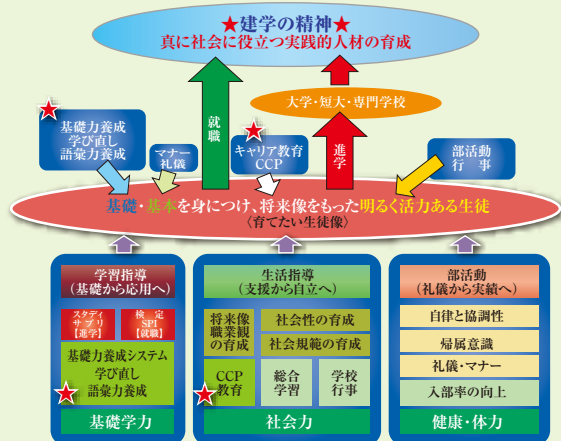 ★建学の精神★
真に社会に役立つ実践的人材の育成
大学・短大・専門学校
就職
進学
★
基礎力養成
学び直し
語彙力養成
マナー
礼儀
★
キャリア教育
CCP
部活動
行事
基礎・基本を身につけ、将来像をもった明るく活力ある生徒
〈育てたい生徒像〉
学習指導
(基礎から応用へ)
スタディ
サプリ
【進学】
検定
SPI
【就職】
基礎力養成システム
学び直し
語彙力養成
★
基礎学力
生活指導
(支援から自立へ)
将来像
職業観
の育成
社会性の育成
社会規範の育成
CCP
教育
★
総合
学習
学校
行事
社会力
部活動
(礼儀から実績へ)
自律と協調性
帰属意識
礼儀・マナー
入部率の向上
健康・体力